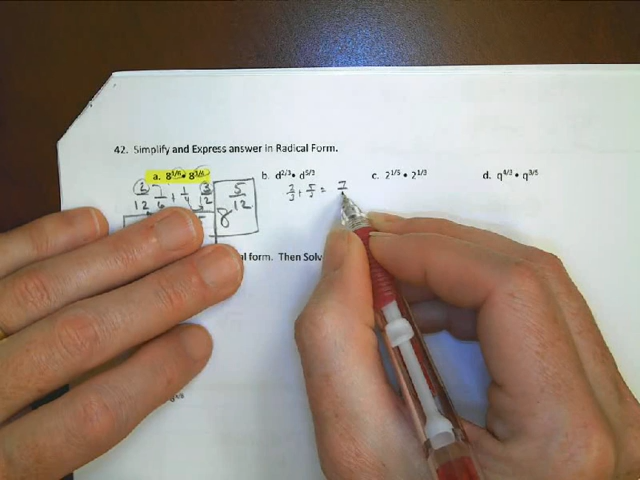 42. Simplify and Express answer in Radical Form.
a. 8^1/6 • 8^1/4 b. d^2/3 • d^5/3 c. 2^1/5 • 2^1/3 d. q^4/3 • q^3/5
2/12 1/6 + 1/4 3/12 8^5/12 2/3 + 5/3 = 7
al form. Then Solv